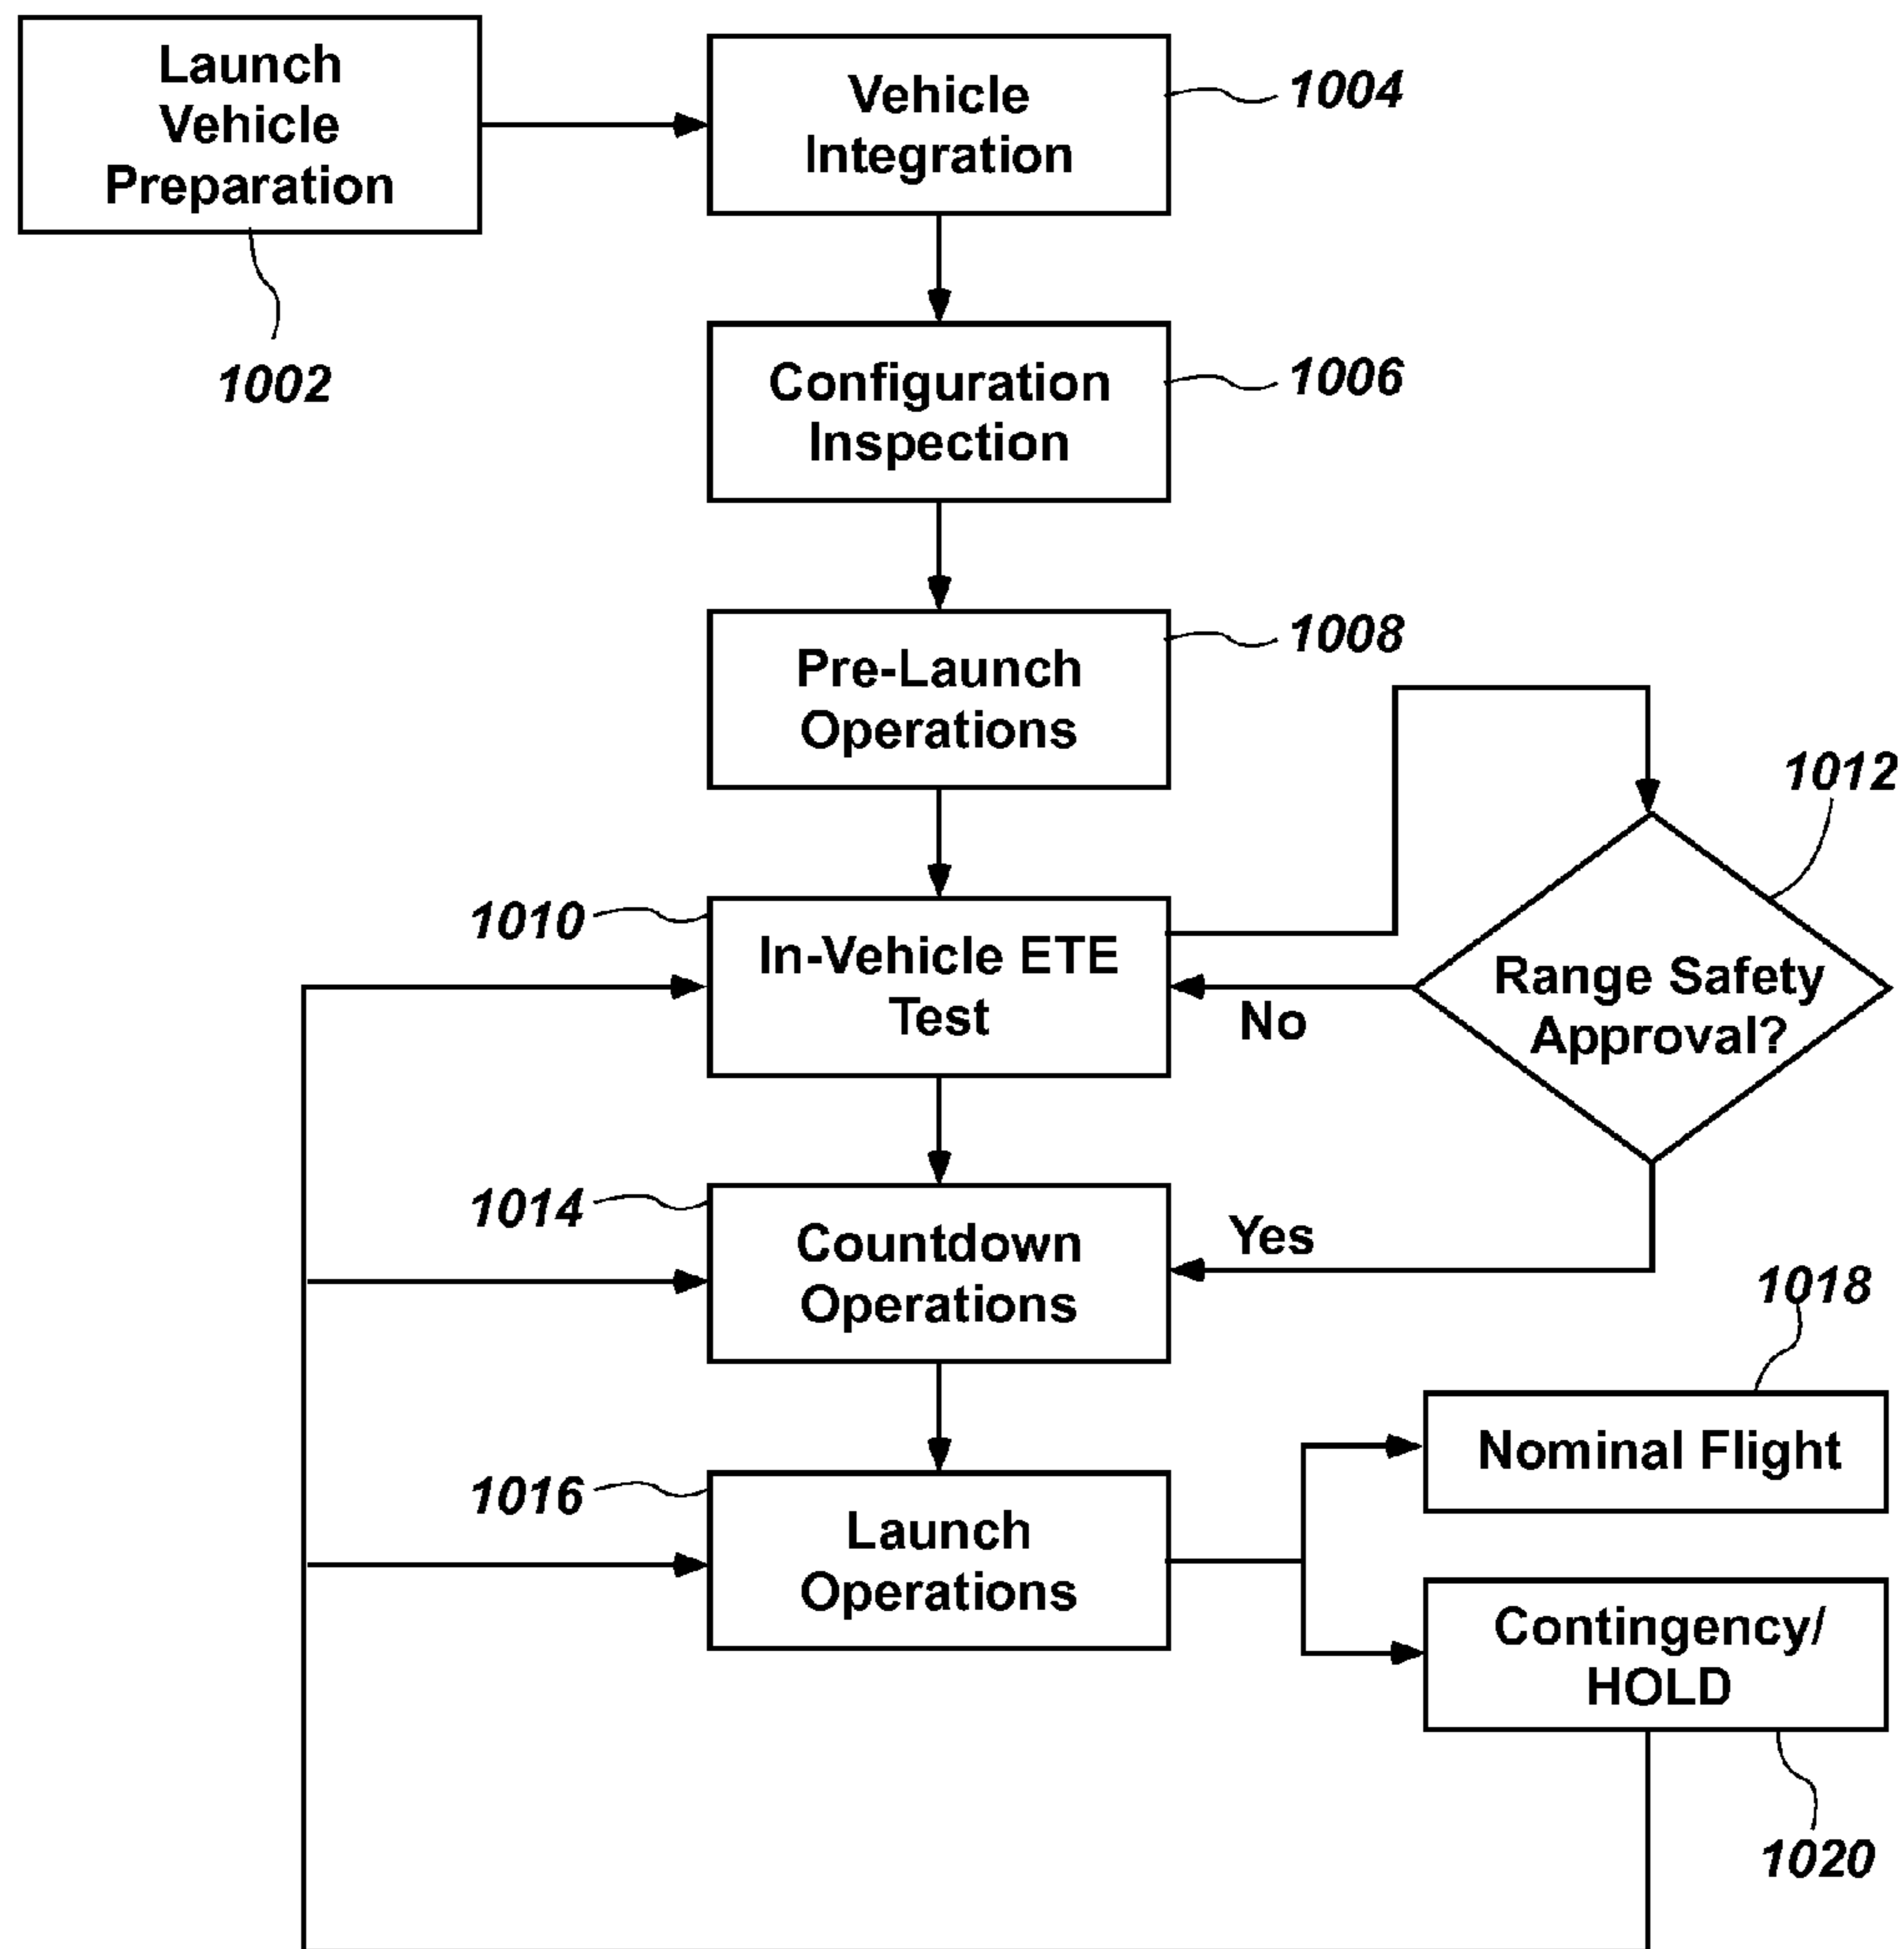 Launch
Vehicle
Preparation
1002
Vehicle
Integration
1004
Configuration
Inspection
1006
Pre-Launch
Operations
1008
1010
In-Vehicle ETE
Test
1012
Range Safety
Approval?
No
Yes
1014
Countdown
Operations
1016
Launch
Operations
1018
Nominal Flight
Contingency/
HOLD
1020